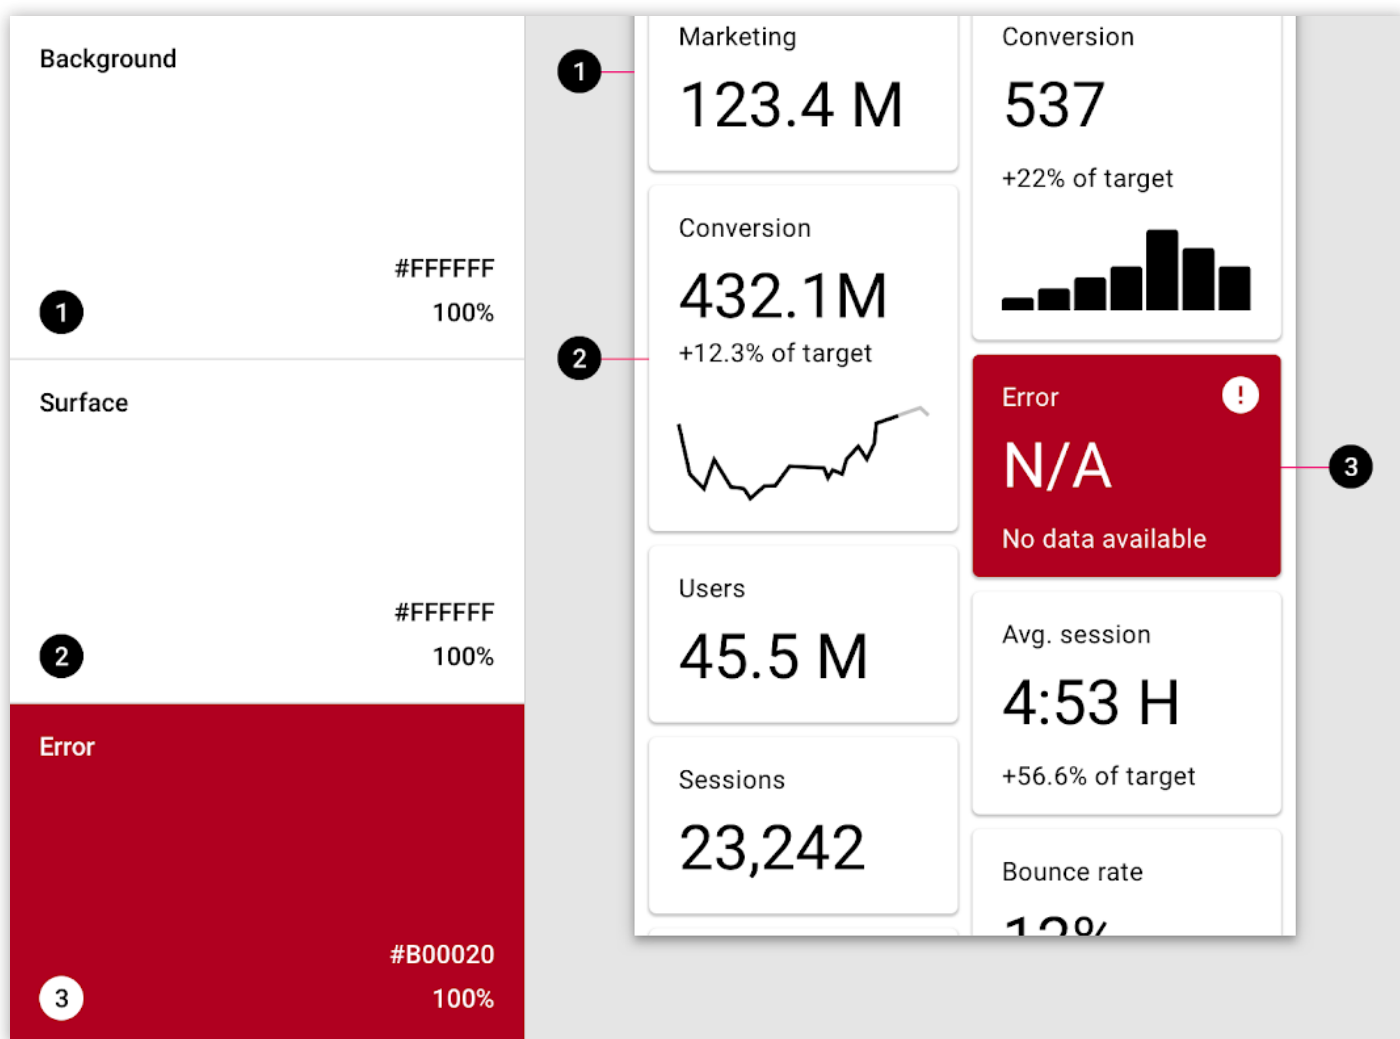 Background
#FFFFFF
1
100%
Surface
#FFFFFF
2
100%
Error
#B00020
3
100%
1
Marketing
123.4 M
Conversion
432.1M
2
+12.3% of target
Users
45.5 M
Sessions
23,242
Conversion
537
+22% of target
Error
!
N/A
3
No data available
Avg. session
4:53 H
+56.6% of target
Bounce rate
12%